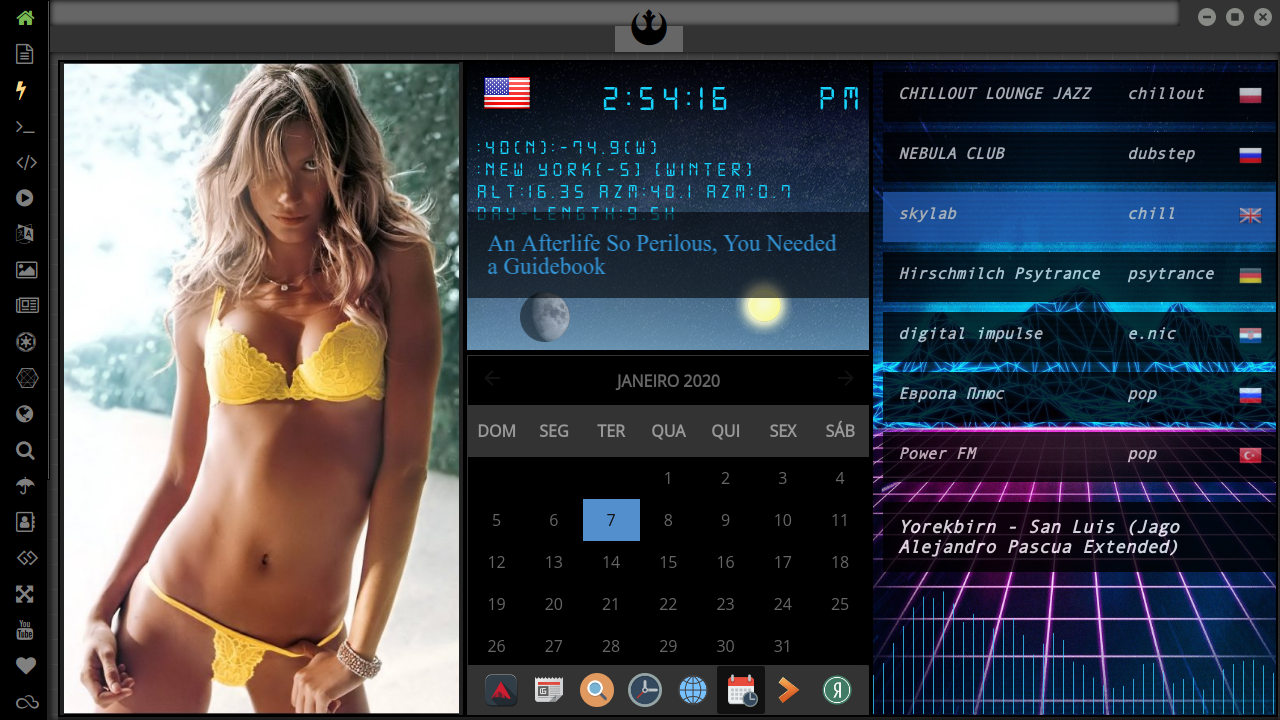 2:54:16 PM
:40(N):-74.9(W)
:NEW YORK[-5] [WINTER]
ALT:16.35 AZM:40.1 AZM:0.7
DAY-LENGTH:9.5H
An Afterlife So Perilous, You Needed
a Guidebook
JANEIRO 2020
DOM SEG TER QUA QUI SEX SÁB
1 2 3 4
5 6 7 8 9 10 11
12 13 14 15 16 17 18
19 20 21 22 23 24 25
26 27 28 29 30 31
CHILLOUT LOUNGE JAZZ chillout
NEBULA CLUB dubstep
skylab chill
Hirschmilch Psytrance psytrance
digital impulse e.nic
Европа Плюс pop
Power FM pop
Yorekbirn - San Luis (Jago
Alejandro Pascua Extended)
You
Tube
Я